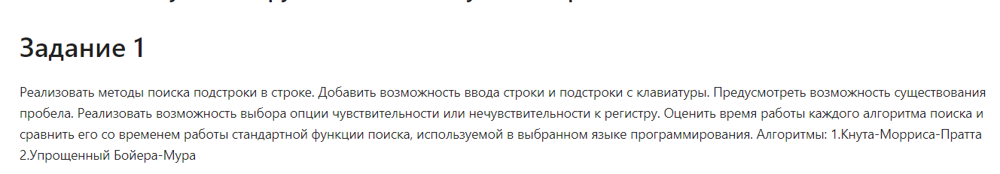 Задание 1
Реализовать методы поиска подстроки в строке. Добавить возможность ввода строки и подстроки с клавиатуры. Предусмотреть возможность существования
пробела. Реализовать возможность выбора опции чувствительности или нечувствительности к регистру. Оценить время работы каждого алгоритма поиска и
сравнить его со временем работы стандартной функции поиска, используемой в выбранном языке программирования. Алгоритмы: 1.Кнута-Морриса-Пратта
2.Упрощенный Бойера-Мура